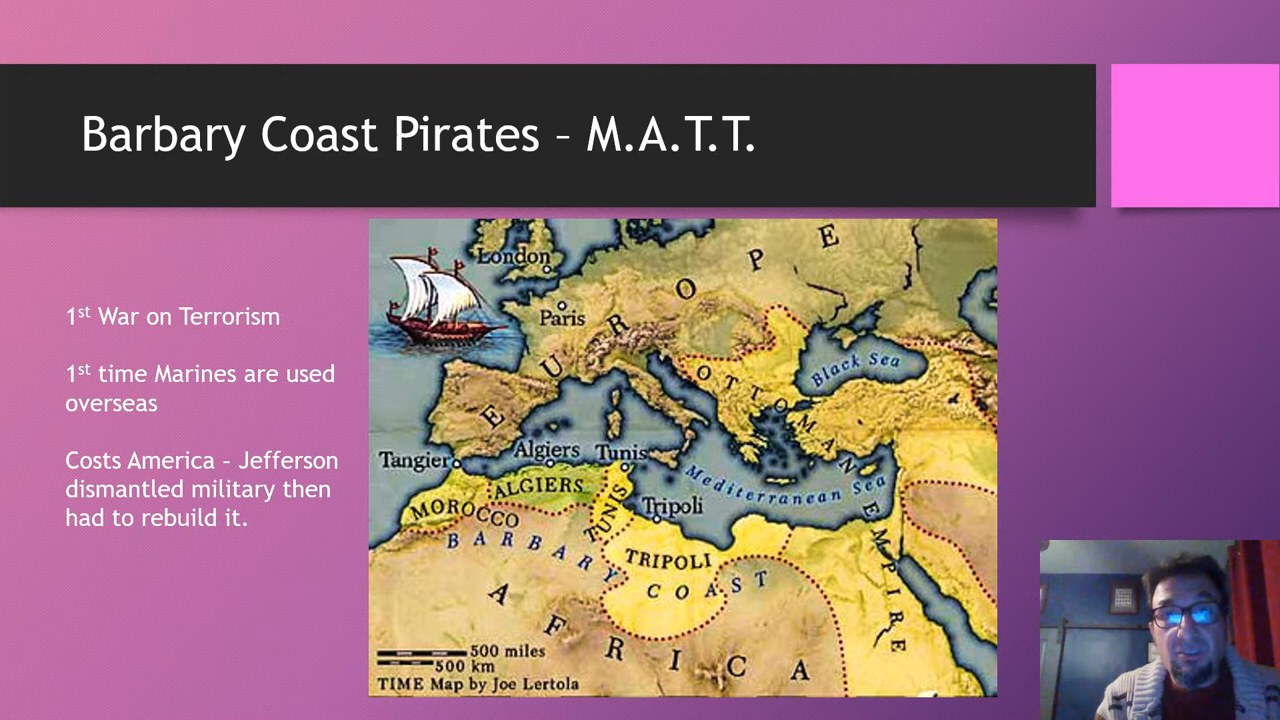 Barbary Coast Pirates – M.A.T.T.
1st War on Terrorism
1st time Marines are used
overseas
Costs America – Jefferson
dismantled military then
had to rebuild it.
London
Paris
EUROPE
Black Sea
OTTOMAN EMPIRE
Tangier
Algiers
Tunis
Mediterranean Sea
ALGIERS
MOROCCO
TUNIS
Tripoli
TRIPOLI
BARBARY COAST
AFRICA
500 miles
500 km
TIME Map by Joe Lertola